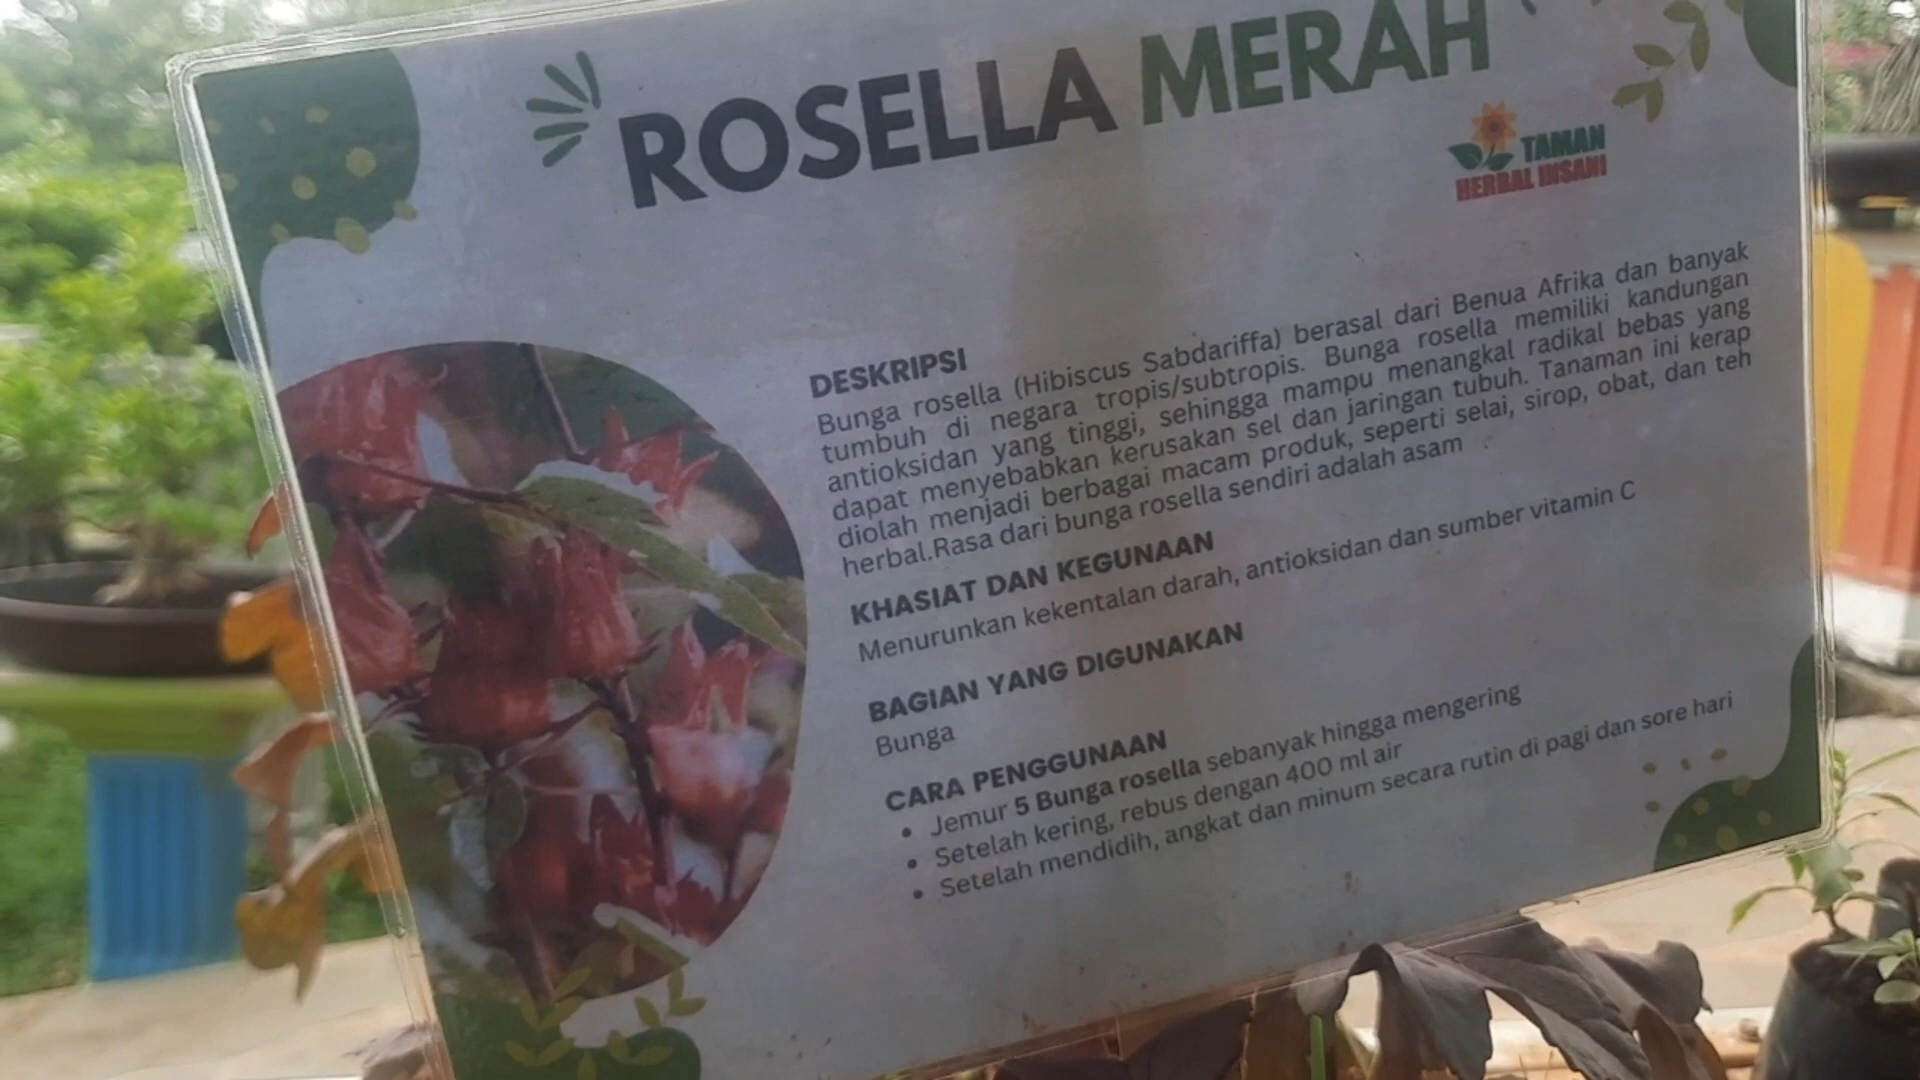 ROSELLA MERAH
TAMAN
HERBAL INSANI
DESKRIPSI
Bunga rosella (Hibiscus Sabdariffa) berasal dari Benua Afrika dan banyak
tumbuh di negara tropis/subtropis. Bunga rosella memiliki kandungan
antioksidan yang tinggi, sehingga mampu menangkal radikal bebas yang
dapat menyebabkan kerusakan sel dan jaringan tubuh. Tanaman ini kerap
diolah menjadi berbagai macam produk, seperti selai, sirop, obat, dan teh
herbal.Rasa dari bunga rosella sendiri adalah asam
KHASIAT DAN KEGUNAAN
Menurunkan kekentalan darah, antioksidan dan sumber vitamin C
BAGIAN YANG DIGUNAKAN
Bunga
CARA PENGGUNAAN
• Jemur 5 Bunga rosella sebanyak hingga mengering
• Setelah kering, rebus dengan 400 ml air
• Setelah mendidih, angkat dan minum secara rutin di pagi dan sore hari